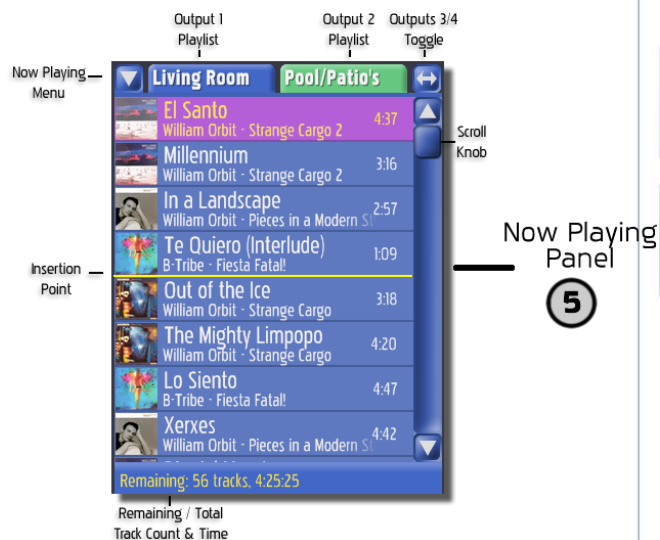 Output 1
Playlist
Output 2
Playlist
Outputs 3/4
Toggle
Now Playing
Menu
Living Room
Pool/Patio's
El Santo
William Orbit - Strange Cargo 2
4:37
Scroll
Knob
Millennium
William Orbit - Strange Cargo 2
3:16
In a Landscape
William Orbit - Pieces in a Modern St
2:57
Te Quiero (Interlude)
B-Tribe - Fiesta Fatal!
1:09
Insertion
Point
Out of the Ice
William Orbit - Strange Cargo
3:18
The Mighty Limpopo
William Orbit - Strange Cargo
4:20
Lo Siento
B-Tribe - Fiesta Fatal!
4:47
Xerxes
William Orbit - Pieces in a Modern St
4:42
Remaining: 56 tracks, 4:25:25
Remaining / Total
Track Count & Time
Now Playing
Panel
5